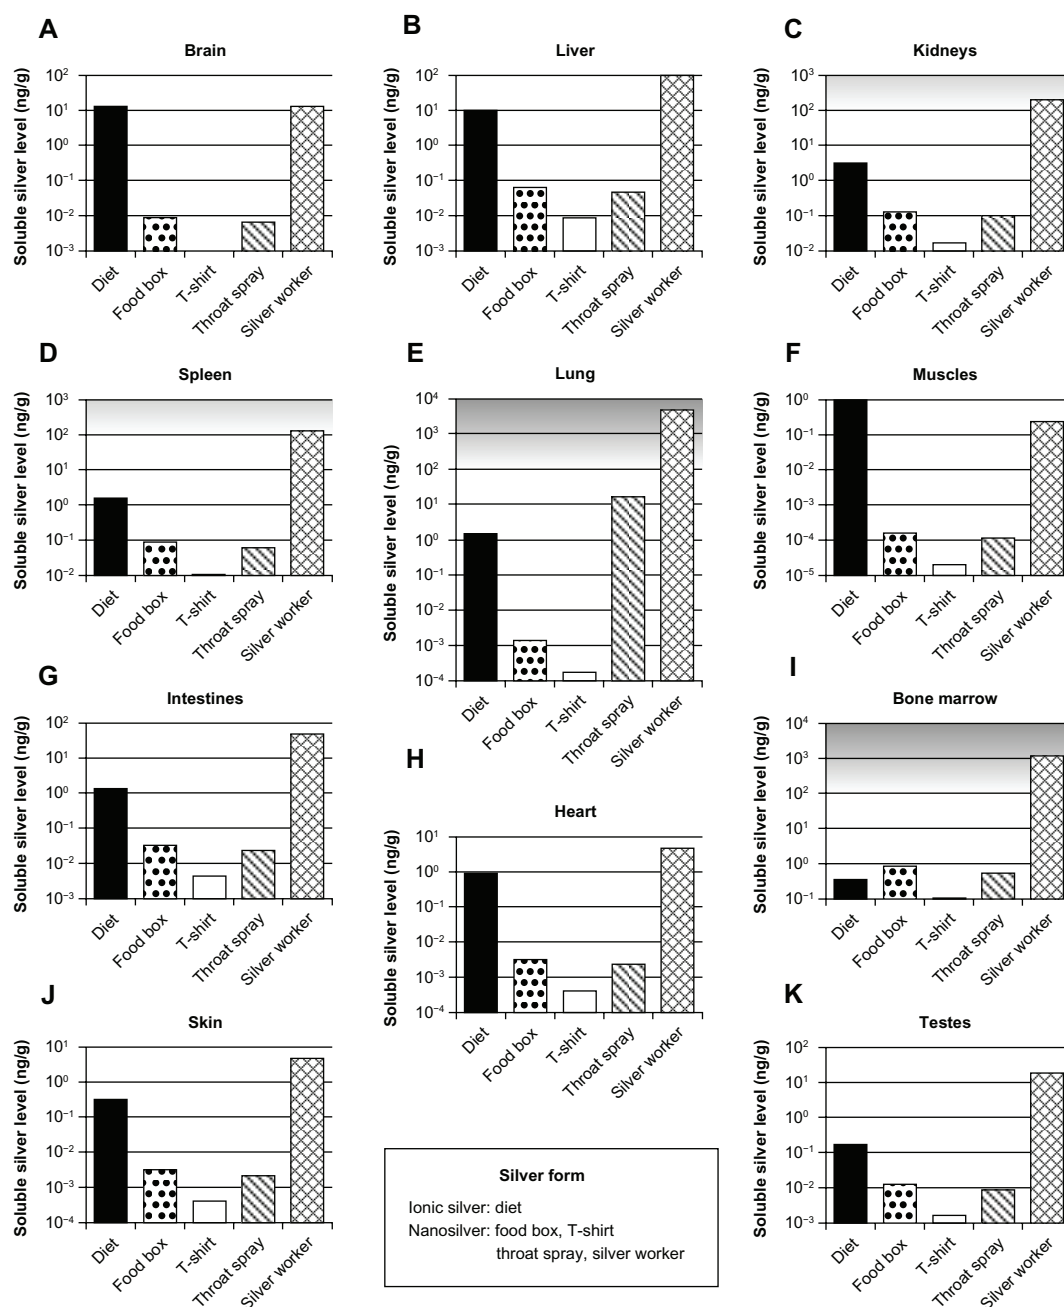 A
Brain
Soluble silver level (ng/g)
10²
10¹
10⁰
10⁻¹
10⁻²
10⁻³
Diet
Food box
T-shirt
Throat spray
Silver worker
B
Liver
Soluble silver level (ng/g)
10²
10¹
10⁰
10⁻¹
10⁻²
10⁻³
Diet
Food box
T-shirt
Throat spray
Silver worker
C
Kidneys
Soluble silver level (ng/g)
10³
10²
10¹
10⁰
10⁻¹
10⁻²
Diet
Food box
T-shirt
Throat spray
Silver worker
D
Spleen
Soluble silver level (ng/g)
10³
10²
10¹
10⁰
10⁻¹
10⁻²
Diet
Food box
T-shirt
Throat spray
Silver worker
E
Lung
Soluble silver level (ng/g)
10⁴
10³
10²
10¹
10⁰
10⁻¹
10⁻²
10⁻³
10⁻⁴
Diet
Food box
T-shirt
Throat spray
Silver worker
F
Muscles
Soluble silver level (ng/g)
10⁰
10⁻¹
10⁻²
10⁻³
10⁻⁴
10⁻⁵
Diet
Food box
T-shirt
Throat spray
Silver worker
G
Intestines
Soluble silver level (ng/g)
10²
10¹
10⁰
10⁻¹
10⁻²
10⁻³
Diet
Food box
T-shirt
Throat spray
Silver worker
H
Heart
Soluble silver level (ng/g)
10¹
10⁰
10⁻¹
10⁻²
10⁻³
10⁻⁴
Diet
Food box
T-shirt
Throat spray
Silver worker
I
Bone marrow
Soluble silver level (ng/g)
10⁴
10³
10²
10¹
10⁰
10⁻¹
Diet
Food box
T-shirt
Throat spray
Silver worker
J
Skin
Soluble silver level (ng/g)
10¹
10⁰
10⁻¹
10⁻²
10⁻³
10⁻⁴
Diet
Food box
T-shirt
Throat spray
Silver worker
Silver form
Ionic silver: diet
Nanosilver: food box, T-shirt
throat spray, silver worker
K
Testes
Soluble silver level (ng/g)
10²
10¹
10⁰
10⁻¹
10⁻²
10⁻³
Diet
Food box
T-shirt
Throat spray
Silver worker